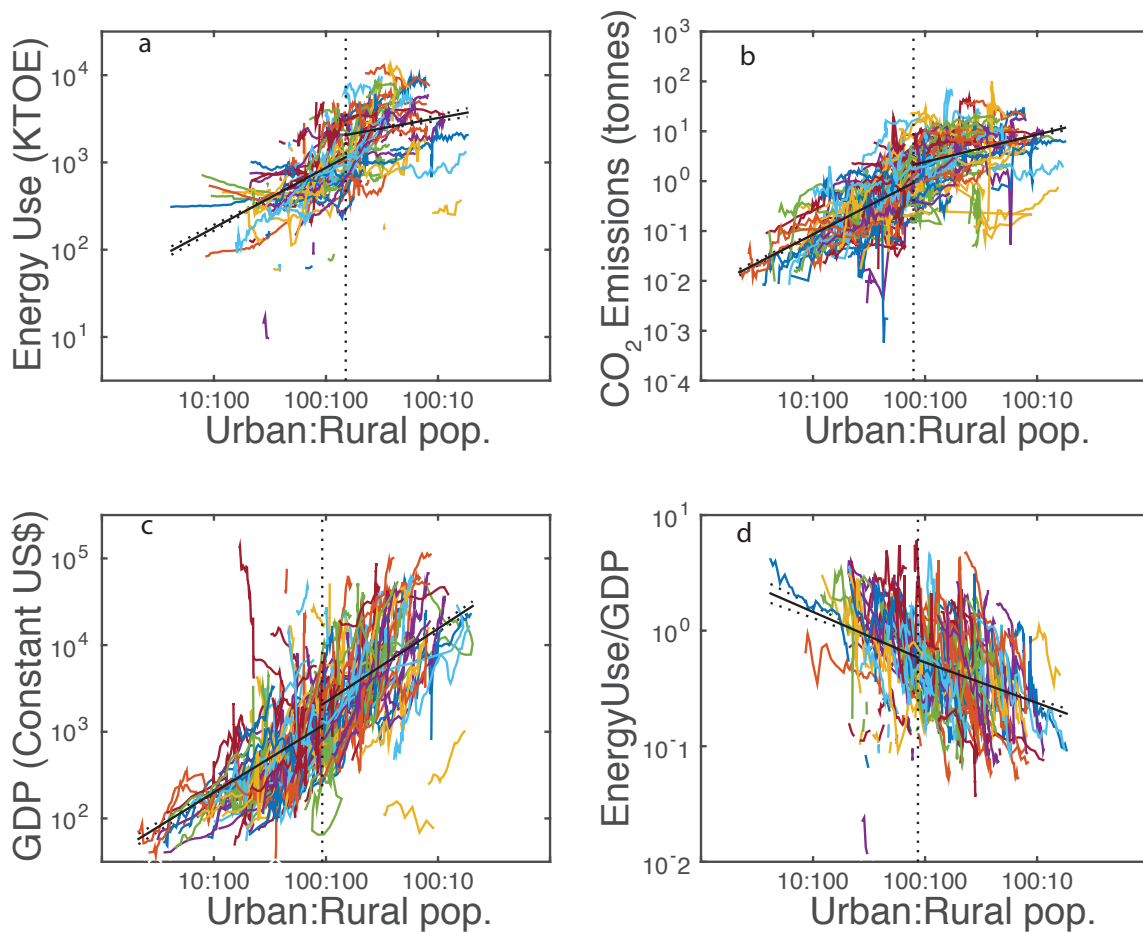 a
Energy Use (KTOE)
10^4
10^3
10^2
10^1
10:100 100:100 100:10
Urban:Rural pop.
b
CO_2 Emissions (tonnes)
10^3
10^2
10^1
10^0
10^-1
10^-2
10^-3
10^-4
10:100 100:100 100:10
Urban:Rural pop.
c
GDP (Constant US$)
10^5
10^4
10^3
10^2
10:100 100:100 100:10
Urban:Rural pop.
d
EnergyUse/GDP
10^1
10^0
10^-1
10^-2
10:100 100:100 100:10
Urban:Rural pop.